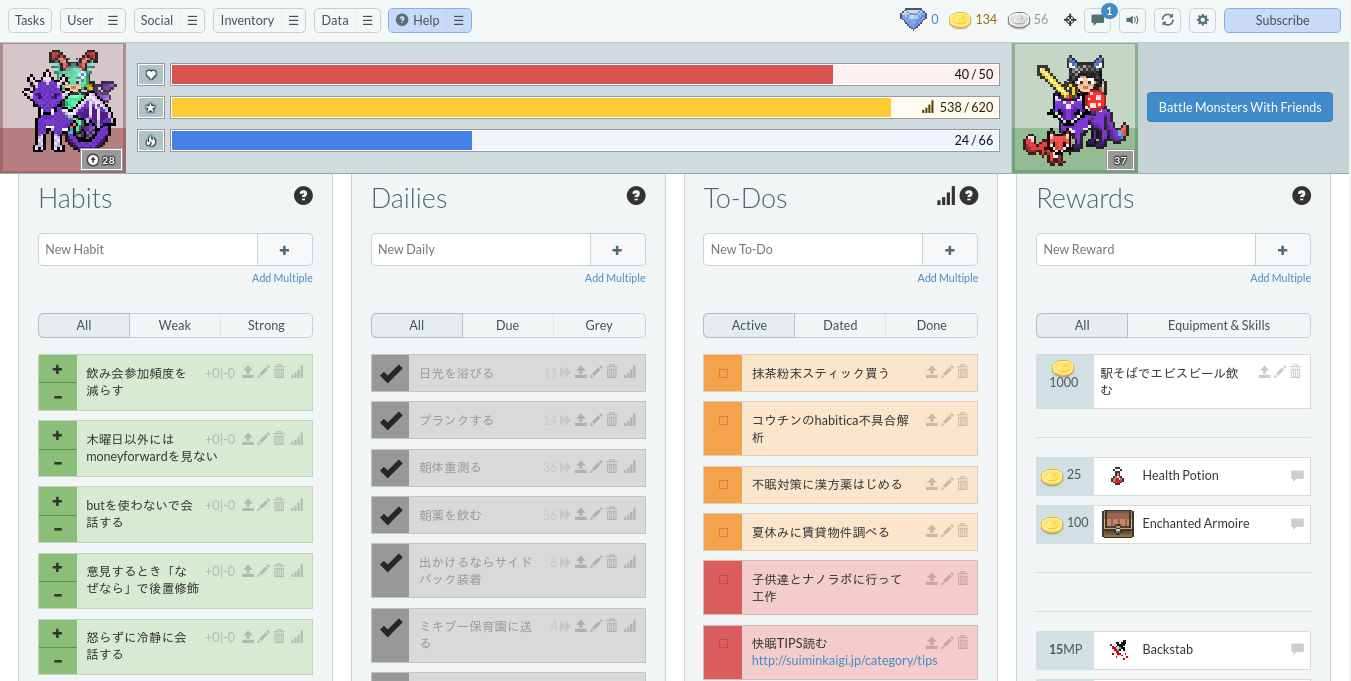 Tasks User Social Inventory Data Help 0 134 56 1 Subscribe
40 / 50
538 / 620
24 / 66
28
37
Battle Monsters With Friends
Habits
New Habit
Add Multiple
All Weak Strong
飲み会参加頻度を +0|-0
減らす
木曜日以外には +0|-0
moneyforwardを見ない
butを使わないで会 +0|-0
話する
意見するとき「な +0|-0
ぜなら」で後置修飾
怒らずに冷静に会 +0|-0
話する
Dailies
New Daily
Add Multiple
All Due Grey
日光を浴びる 11
プランクする 14
朝体重測る 36
朝薬を飲む 56
出かけるならサイド 8
バック装着
ミキブー保育園に送 4
る
To-Dos
New To-Do
Add Multiple
Active Dated Done
抹茶粉末スティック買う
コウチンのhabitica不具合解
析
不眠対策に漢方薬はじめる
夏休みに賃貸物件調べる
子供達とナノラボに行って
工作
快眠TIPS読む
http://suiminkaigi.jp/category/tips
Rewards
New Reward
Add Multiple
All Equipment & Skills
1000 駅そばでエビスビール飲
む
25 Health Potion
100 Enchanted Armoire
15MP Backstab